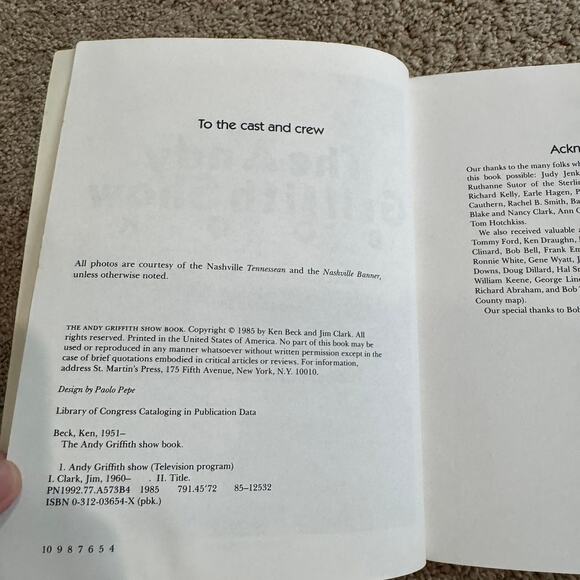 To the cast and crew
All photos are courtesy of the Nashville Tennessean and the Nashville Banner,
unless otherwise noted.
THE ANDY GRIFFITH SHOW BOOK. Copyright © 1985 by Ken Beck and Jim Clark. All
rights reserved. Printed in the United States of America. No part of this book may be
used or reproduced in any manner whatsoever without written permission except in the
case of brief quotations embodied in critical articles or reviews. For information,
address St. Martin's Press, 175 Fifth Avenue, New York, N.Y. 10010.
Design by Paolo Pepe
Library of Congress Cataloging in Publication Data
Beck, Ken, 1951–
The Andy Griffith show book.
1. Andy Griffith show (Television program)
I. Clark, Jim, 1960– . II. Title.
PN1992.77.A573B4 1985 791.45'72 85-12532
ISBN 0-312-03654-X (pbk.)
10 9 8 7 6 5 4
Ackn
Our thanks to the many folks wh
this book possible: Judy Jenk
Ruthanne Sutor of the Sterlin
Richard Kelly, Earle Hagen, P
Cauthern, Rachel B. Smith, Ba
Blake and Nancy Clark, Ann C
Tom Hotchkiss.
We also received valuable a
Tommy Ford, Ken Draughn,
Clinard, Bob Bell, Frank Em
Ronnie White, Gene Wyatt, J
Downs, Doug Dillard, Hal Sm
William Keene, George Linc
Richard Abraham, and Bob
County map).
Our special thanks to Bob